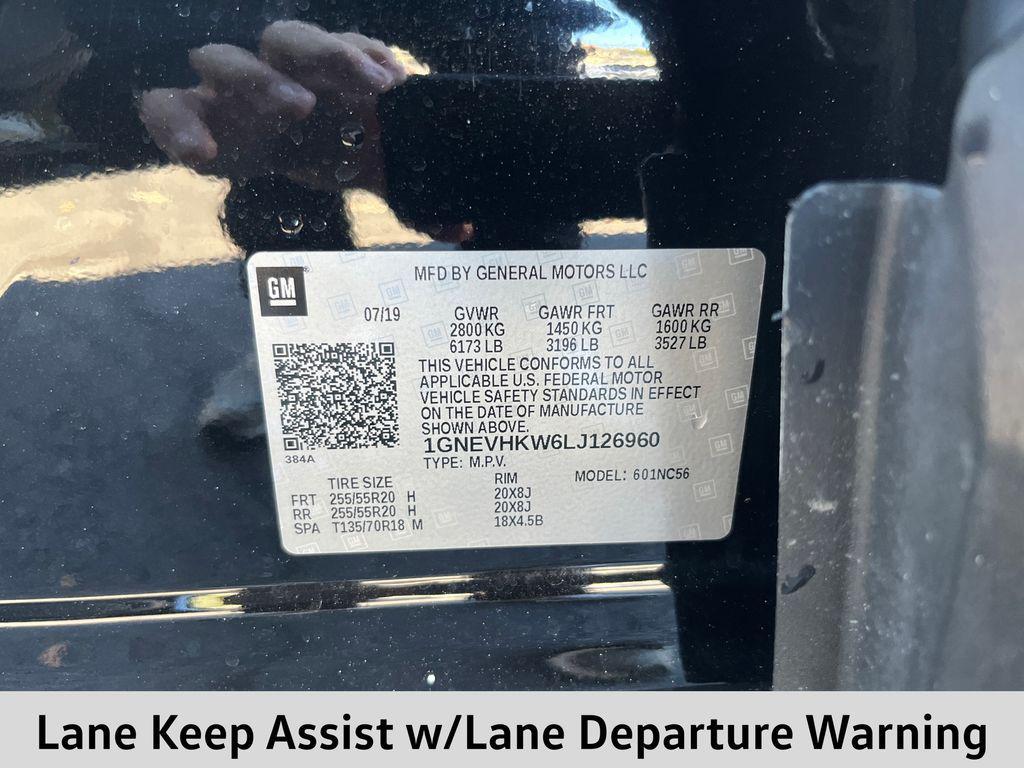 MFD BY GENERAL MOTORS LLC
GM
07/19 GVWR GAWR FRT GAWR RR
2800 KG 1450 KG 1600 KG
6173 LB 3196 LB 3527 LB
THIS VEHICLE CONFORMS TO ALL
APPLICABLE U.S. FEDERAL MOTOR
VEHICLE SAFETY STANDARDS IN EFFECT
ON THE DATE OF MANUFACTURE
SHOWN ABOVE.
1GNEVHKW6LJ126960
384A
TYPE: M.P.V. MODEL: 601NC56
TIRE SIZE RIM
FRT 255/55R20 H 20X8J
RR 255/55R20 H 20X8J
SPA T135/70R18 M 18X4.5B
Lane Keep Assist w/Lane Departure Warning